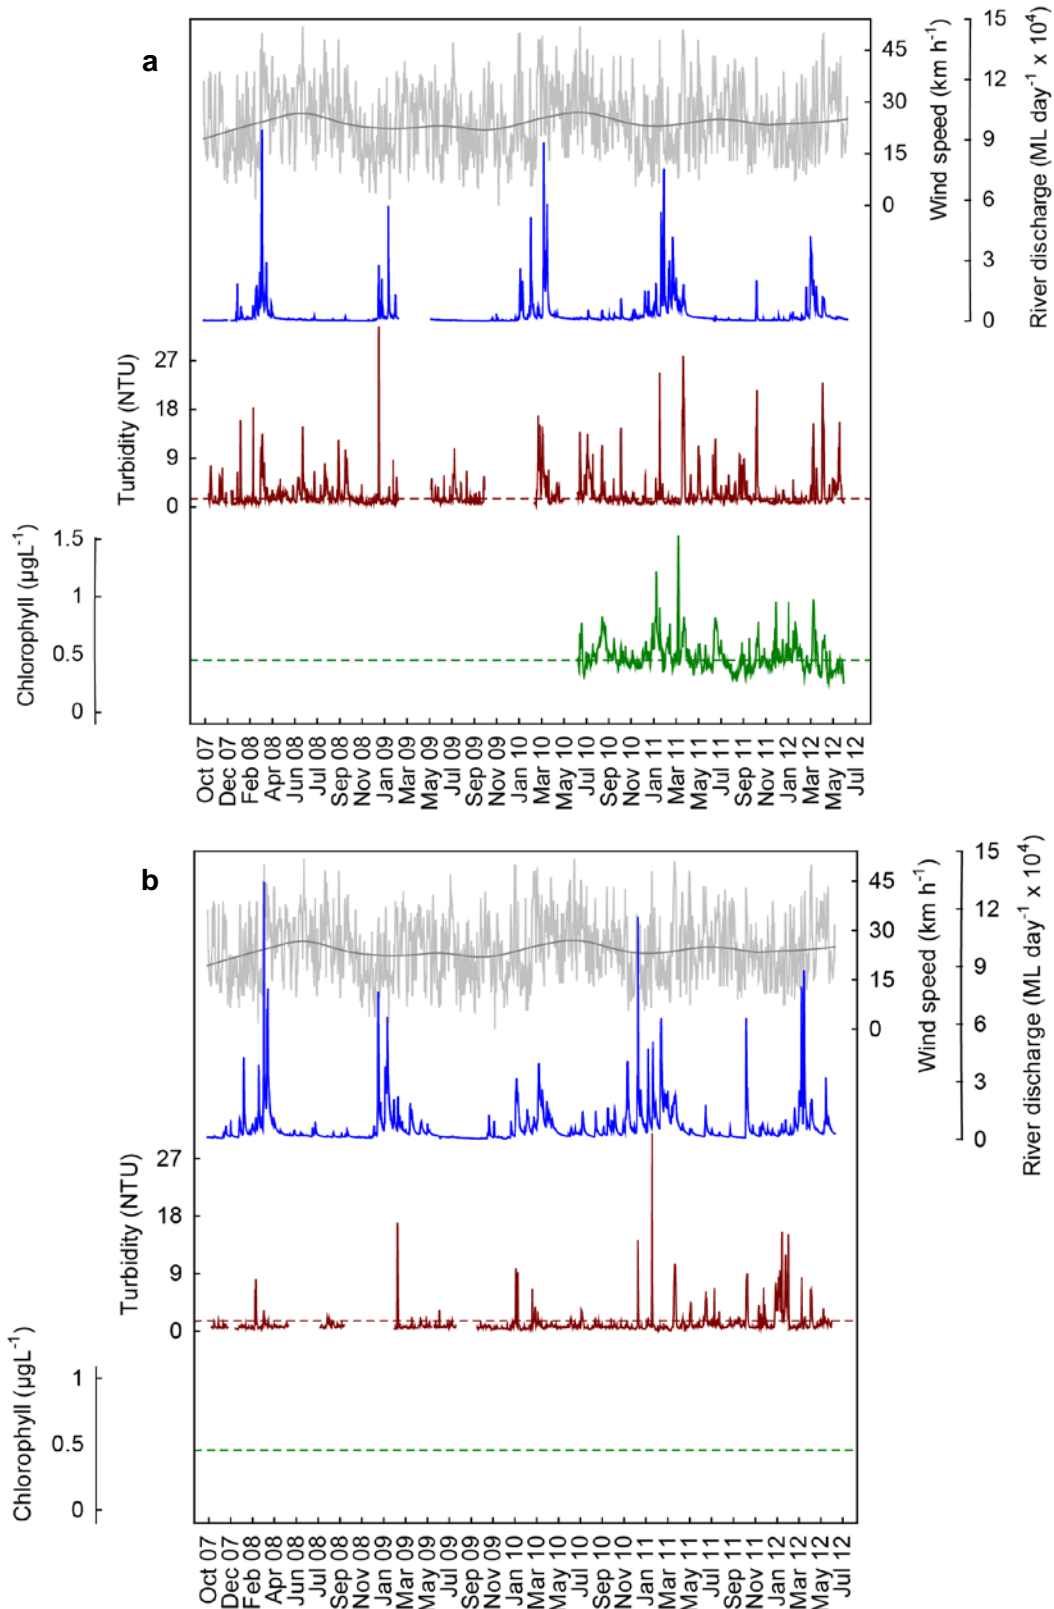 a
45
30
15
0
Wind speed (km h-1)
15
12
9
6
3
0
River discharge (ML day-1 x 10^4)
27
18
9
0
Turbidity (NTU)
1.5
1
0.5
0
Chlorophyll (µgL-1)
Oct 07
Dec 07
Feb 08
Apr 08
Jun 08
Jul 08
Sep 08
Nov 08
Jan 09
Mar 09
May 09
Jul 09
Sep 09
Nov 09
Jan 10
Mar 10
May 10
Jul 10
Sep 10
Nov 10
Jan 11
Mar 11
May 11
Jul 11
Sep 11
Nov 11
Jan 12
Mar 12
May 12
Jul 12
b
45
30
15
0
Wind speed (km h-1)
15
12
9
6
3
0
River discharge (ML day-1 x 10^4)
27
18
9
0
Turbidity (NTU)
1
0.5
0
Chlorophyll (µgL-1)
Oct 07
Dec 07
Feb 08
Apr 08
Jun 08
Jul 08
Sep 08
Nov 08
Jan 09
Mar 09
May 09
Jul 09
Sep 09
Nov 09
Jan 10
Mar 10
May 10
Jul 10
Sep 10
Nov 10
Jan 11
Mar 11
May 11
Jul 11
Sep 11
Nov 11
Jan 12
Mar 12
May 12
Jul 12